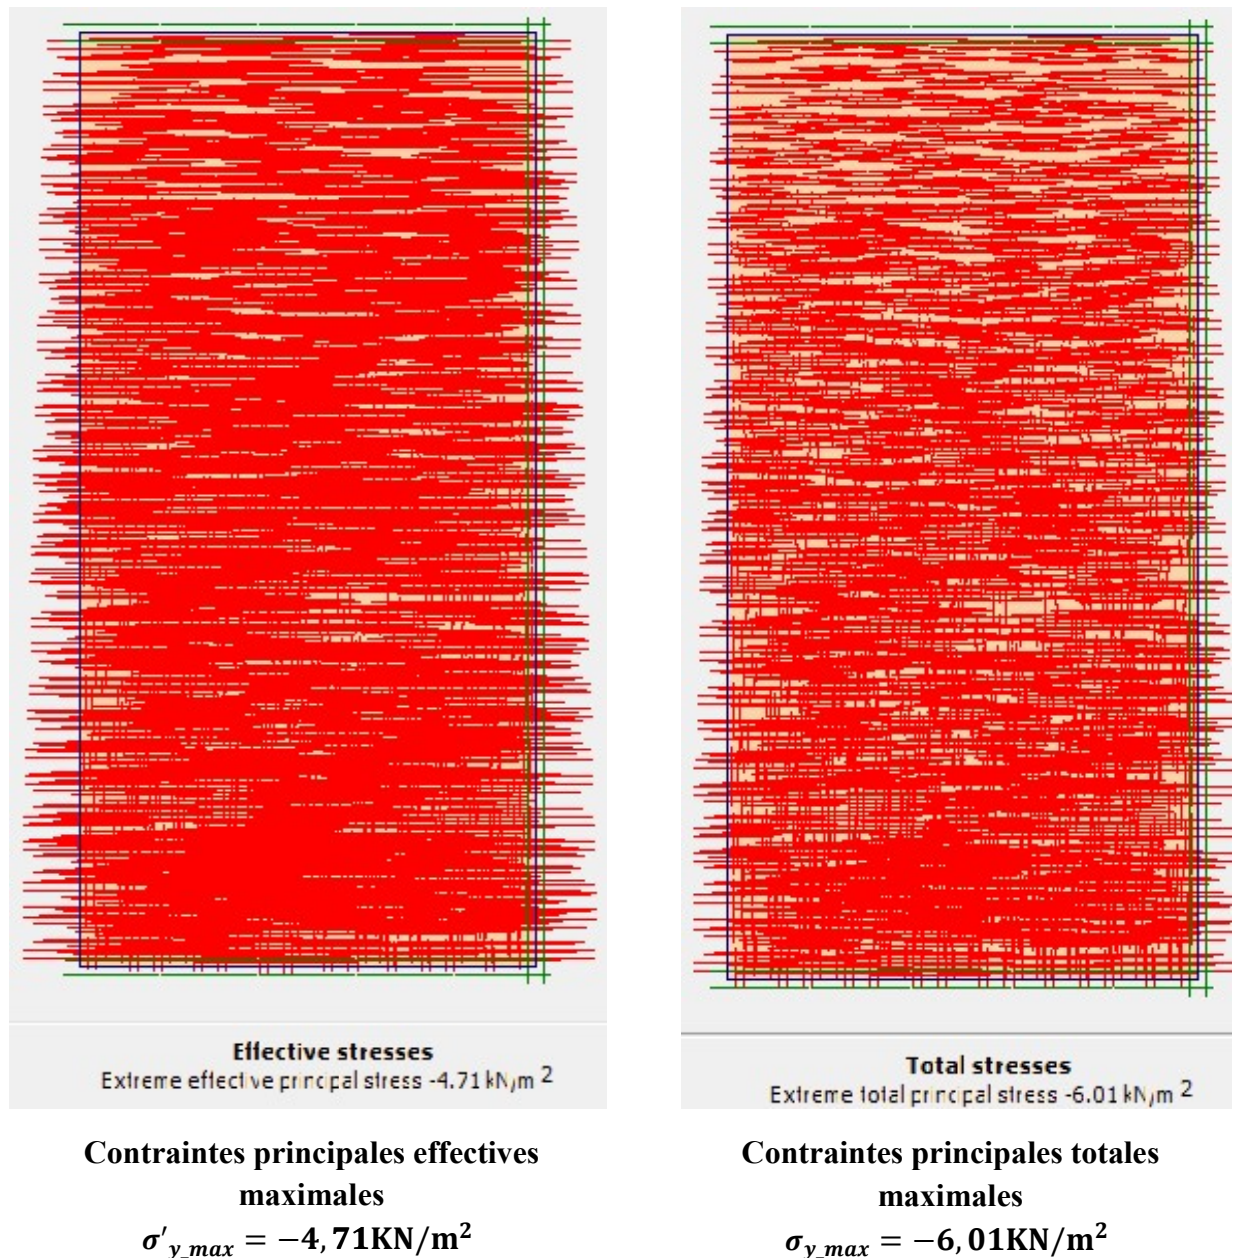 Effective stresses
Extreme effective principal stress -4.71 kN/m 2
Total stresses
Extreme total principal stress -6.01 kN/m 2
Contraintes principales effectives
maximales
σ′y_max = −4,71KN/m²
Contraintes principales totales
maximales
σy_max = −6,01KN/m²